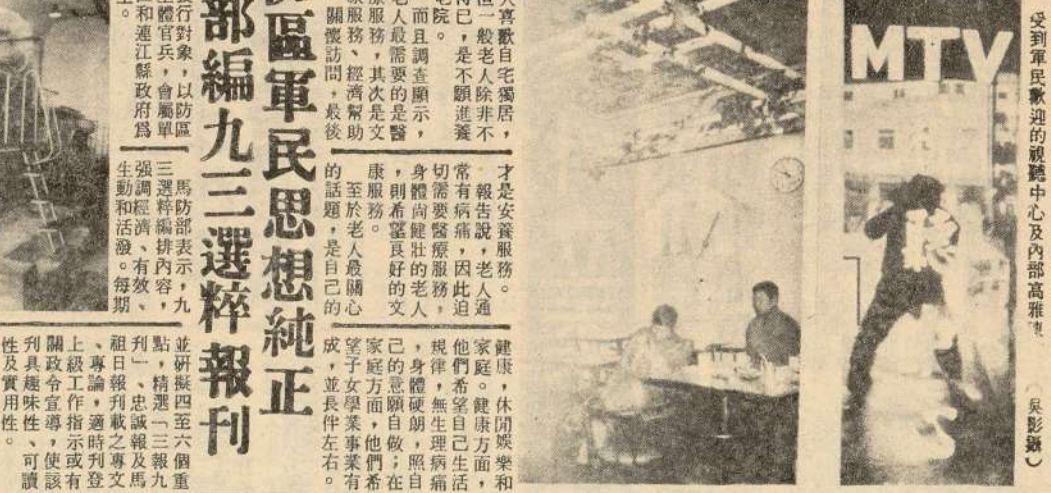 受到軍民歡迎的視聽中心及內部高雅
（吳影攝）
MTV
人喜歡自宅獨居，
但一般老人除非不
得已，是不願進養
老院。
而且調查顯示，
老人最需要的是醫
療服務，其次是文
康服務、經濟幫助
、關懷訪問，最後
才是安養服務。
報告說，老人通
常有病痛，因此迫
切需要醫療服務，
身體尚健壯的老人
，則希望良好的文
康服務。
至於老人最關心
的話題，是自己的
健康，休閒娛樂和
家庭。健康方面，
他們希望自己生活
規律，無生理病痛
，身體硬朗，照自
己的意願自做；在
家庭方面，他們希
望子女學業事業有
成，並長伴左右。
區軍民思想純正
部編九三選粹報刊
發行對象，以防區
全體官兵，會屬單
位和連江縣政府爲
主。
馬防部表示，九
三選粹編排內容，
强調經濟、有效、
生動和活潑。每期
並研擬四至六個重
點，精選「三報九
刊」、忠誠報及馬
祖日報刊載之專文
、專論，適時刊登
上級工作指示或有
關政令宣導，使該
刊具趣味性、可讀
性及實用性。